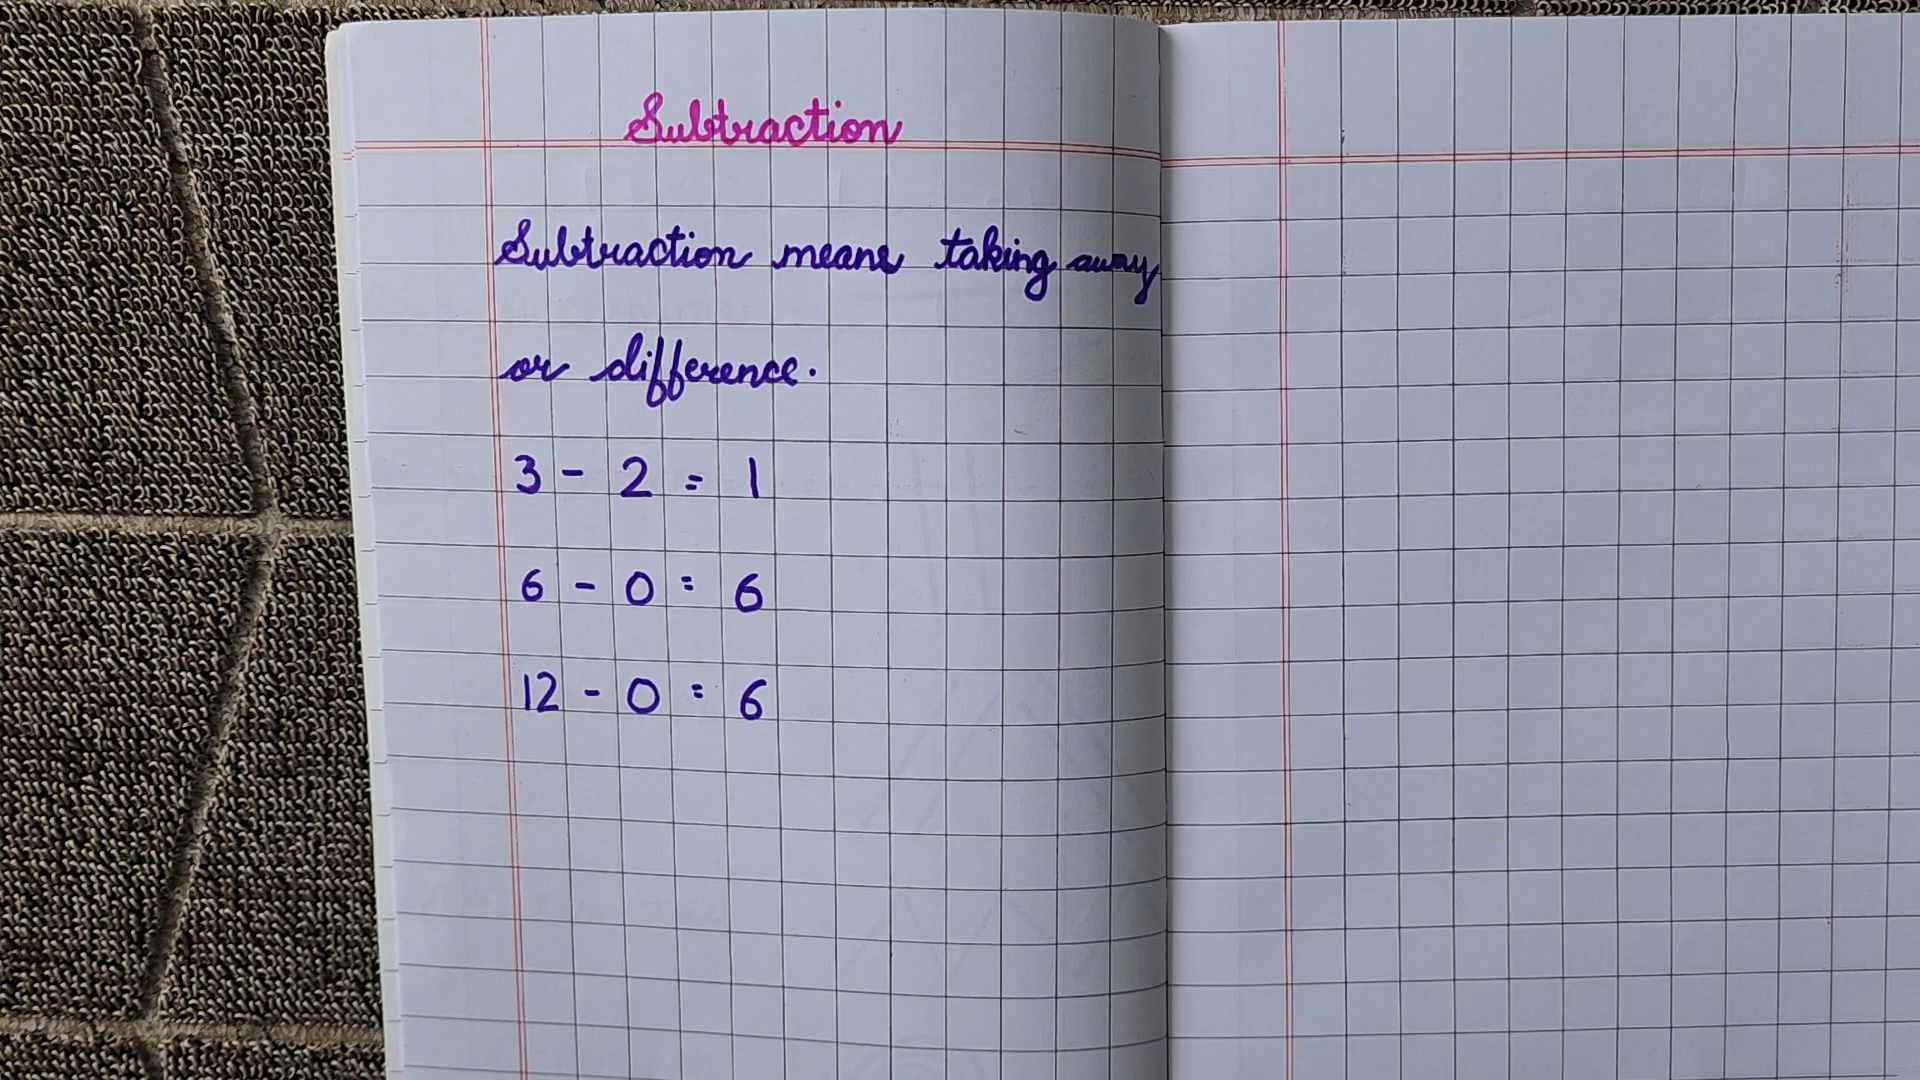 Subtraction
Subtraction means taking away
or difference.
3 - 2 = 1
6 - 0 = 6
12 - 0 = 6